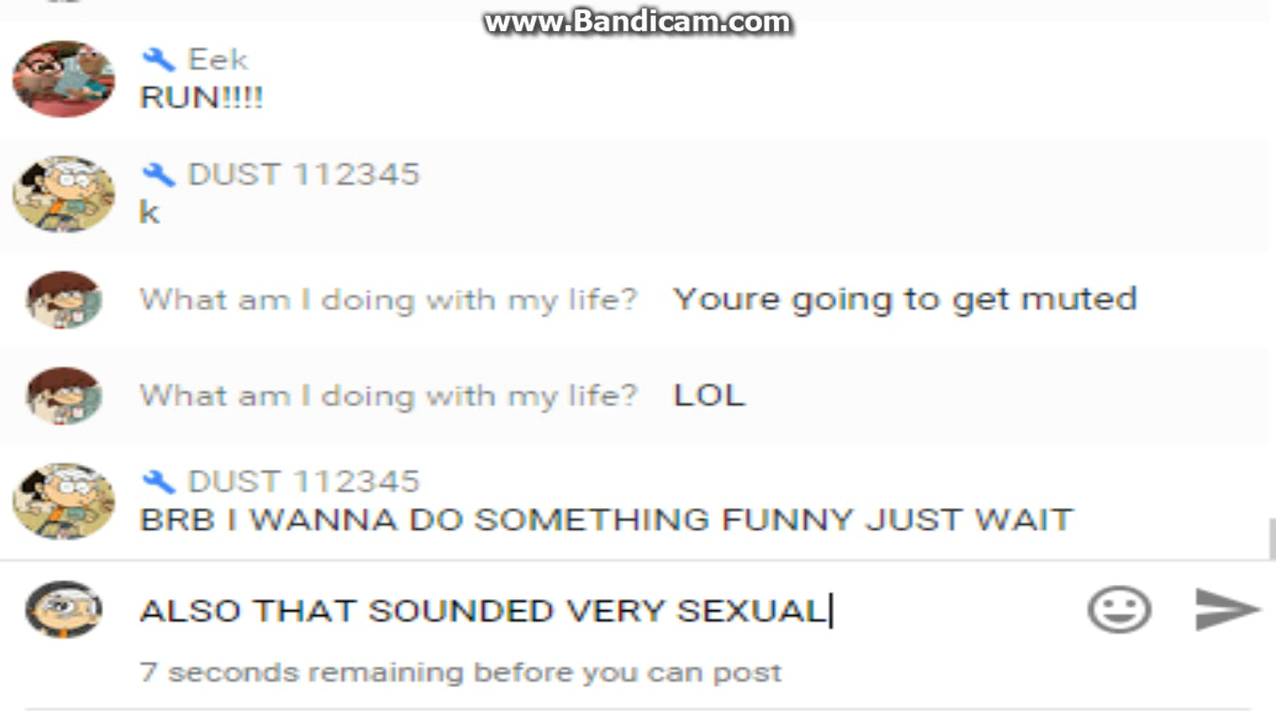 www.Bandicam.com
Eek
RUN!!!!
DUST 112345
k
What am I doing with my life? Youre going to get muted
What am I doing with my life? LOL
DUST 112345
BRB I WANNA DO SOMETHING FUNNY JUST WAIT
ALSO THAT SOUNDED VERY SEXUAL
7 seconds remaining before you can post